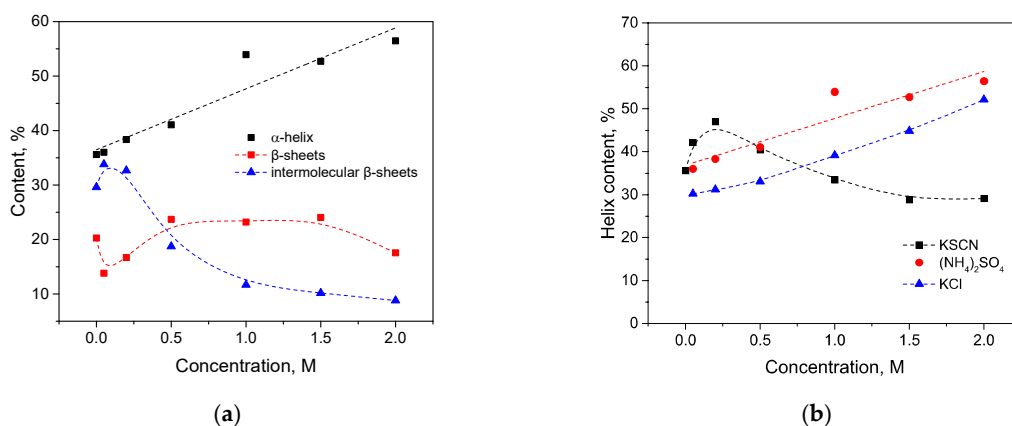 60
50
40
30
20
10
Content, %
α-helix
β-sheets
intermolecular β-sheets
0.0 0.5 1.0 1.5 2.0
Concentration, M
(a)
70
60
50
40
30
20
10
0
Helix content, %
KSCN
(NH4)2SO4
KCl
0.0 0.5 1.0 1.5 2.0
Concentration, M
(b)